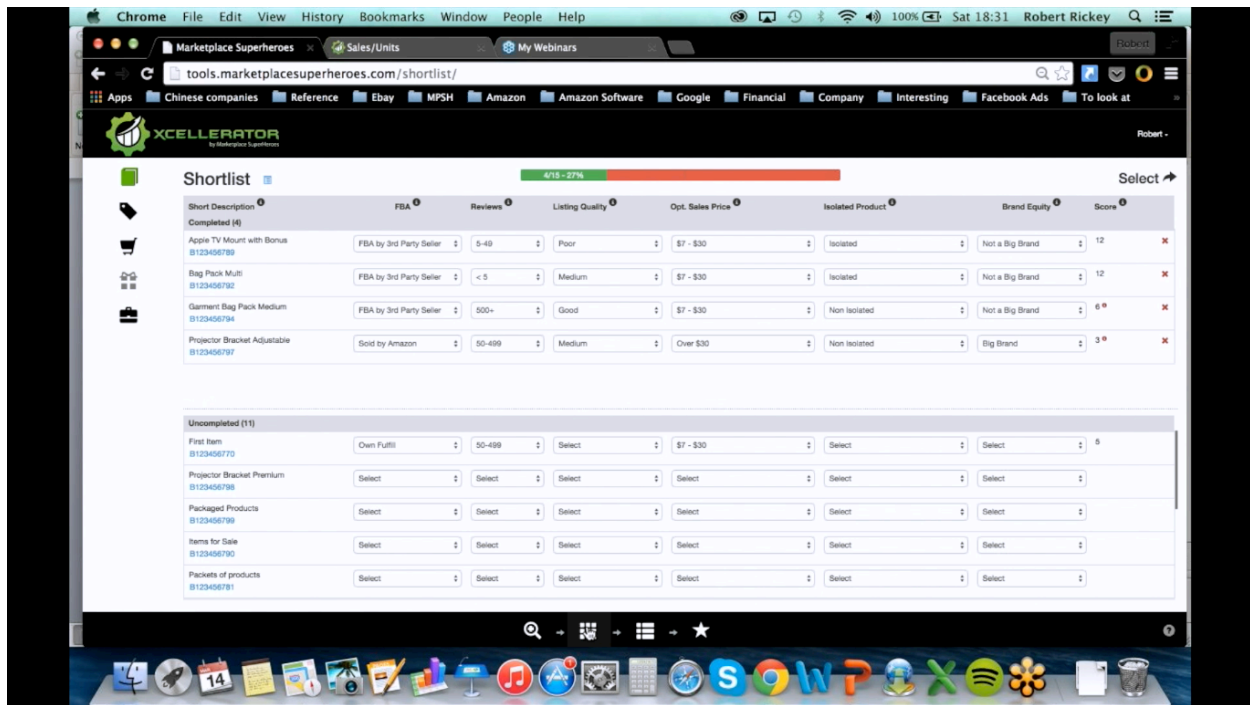 Chrome File Edit View History Bookmarks Window People Help 100% Sat 18:31 Robert Rickey
Marketplace Superheroes Sales/Units My Webinars Robert
tools.marketplacesuperheroes.com/shortlist/
Apps Chinese companies Reference Ebay MPSH Amazon Amazon Software Google Financial Company Interesting Facebook Ads To look at
XCELLERATOR
by Marketplace SuperHeroes
Robert
Shortlist 4/15 - 27% Select
Short Description FBA Reviews Listing Quality Opt. Sales Price Isolated Product Brand Equity Score
Completed (4)
Apple TV Mount with Bonus
B123456789
FBA by 3rd Party Seller 5-49 Poor $7 - $30 Isolated Not a Big Brand 12
Bag Pack Multi
B123456792
FBA by 3rd Party Seller < 5 Medium $7 - $30 Isolated Not a Big Brand 12
Garment Bag Pack Medium
B123456794
FBA by 3rd Party Seller 500+ Good $7 - $30 Non Isolated Not a Big Brand 6
Projector Bracket Adjustable
B123456797
Sold by Amazon 50-499 Medium Over $30 Non Isolated Big Brand 3
Uncompleted (11)
First Item
B123456770
Own Fulfill 50-499 Select $7 - $30 Select Select 5
Projector Bracket Premium
B123456798
Select Select Select Select Select Select
Packaged Products
B123456799
Select Select Select Select Select Select
Items for Sale
B123456790
Select Select Select Select Select Select
Packets of products
B123456781
Select Select Select Select Select Select
14